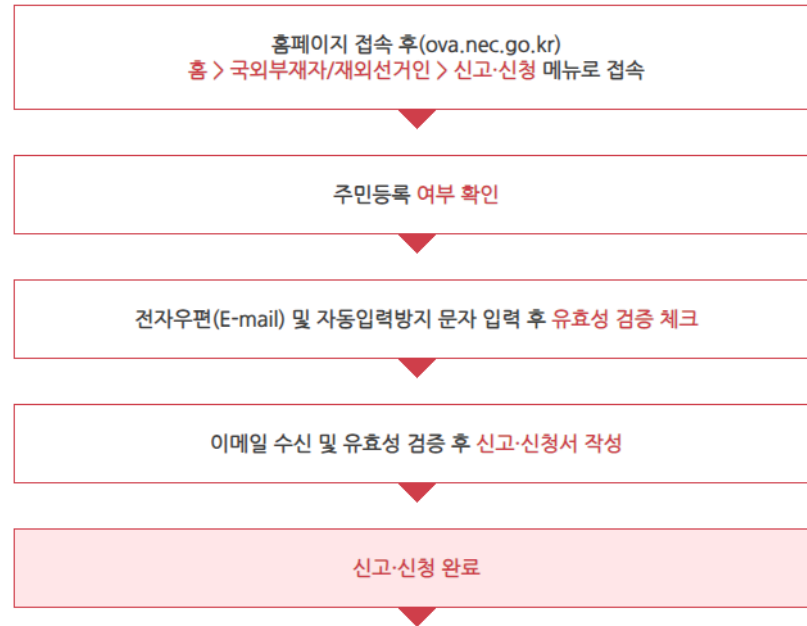 홈페이지 접속 후(ova.nec.go.kr)
홈 > 국외부재자/재외선거인 > 신고·신청 메뉴로 접속
주민등록 여부 확인
전자우편(E-mail) 및 자동입력방지 문자 입력 후 유효성 검증 체크
이메일 수신 및 유효성 검증 후 신고·신청서 작성
신고·신청 완료